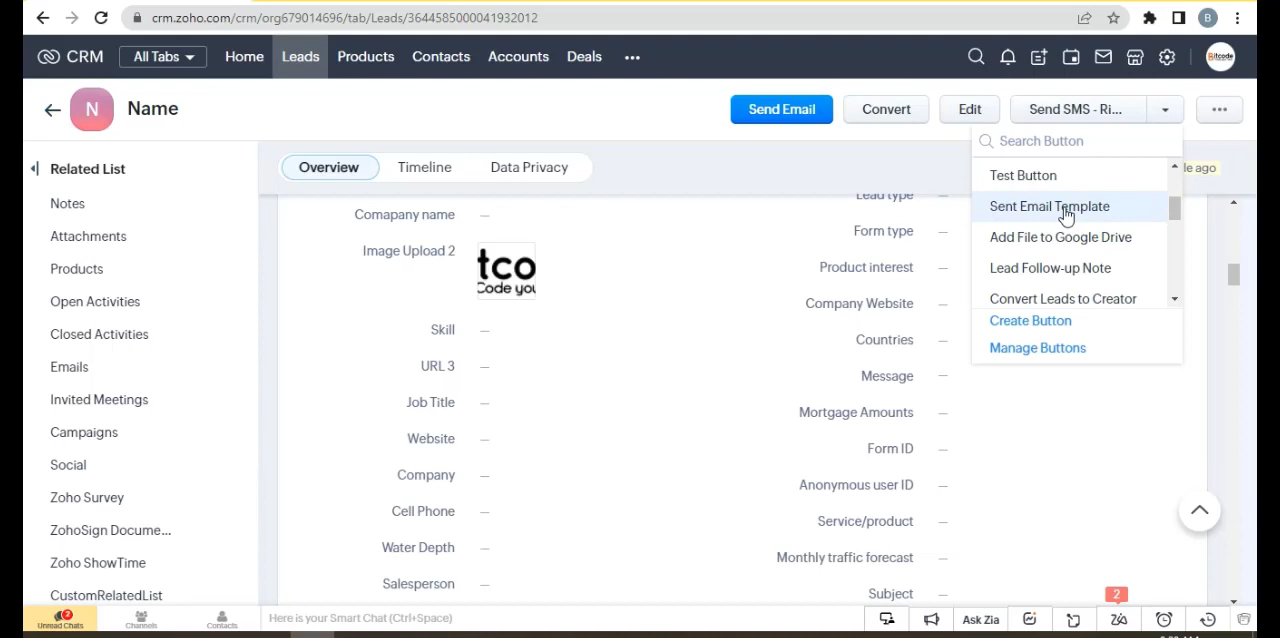 crm.zoho.com/crm/org679014696/tab/Leads/3644585000041932012
B
CRM
All Tabs
Home
Leads
Products
Contacts
Accounts
Deals
Bitcode
N
Name
Send Email
Convert
Edit
Send SMS - Ri...
Search Button
Test Button
Sent Email Template
Add File to Google Drive
Lead Follow-up Note
Convert Leads to Creator
Create Button
Manage Buttons
Related List
Notes
Attachments
Products
Open Activities
Closed Activities
Emails
Invited Meetings
Campaigns
Social
Zoho Survey
ZohoSign Docume...
Zoho ShowTime
CustomRelatedList
Overview
Timeline
Data Privacy
le ago
Comapany name —
Image Upload 2
tco
Code you
Skill —
URL 3 —
Job Title —
Website —
Company —
Cell Phone —
Water Depth —
Salesperson —
Lead type —
Form type —
Product interest —
Company Website —
Countries —
Message —
Mortgage Amounts —
Form ID —
Anonymous user ID —
Service/product —
Monthly traffic forecast —
Subject —
2
2
Unread Chats
Channels
Contacts
Here is your Smart Chat (Ctrl+Space)
Ask Zia